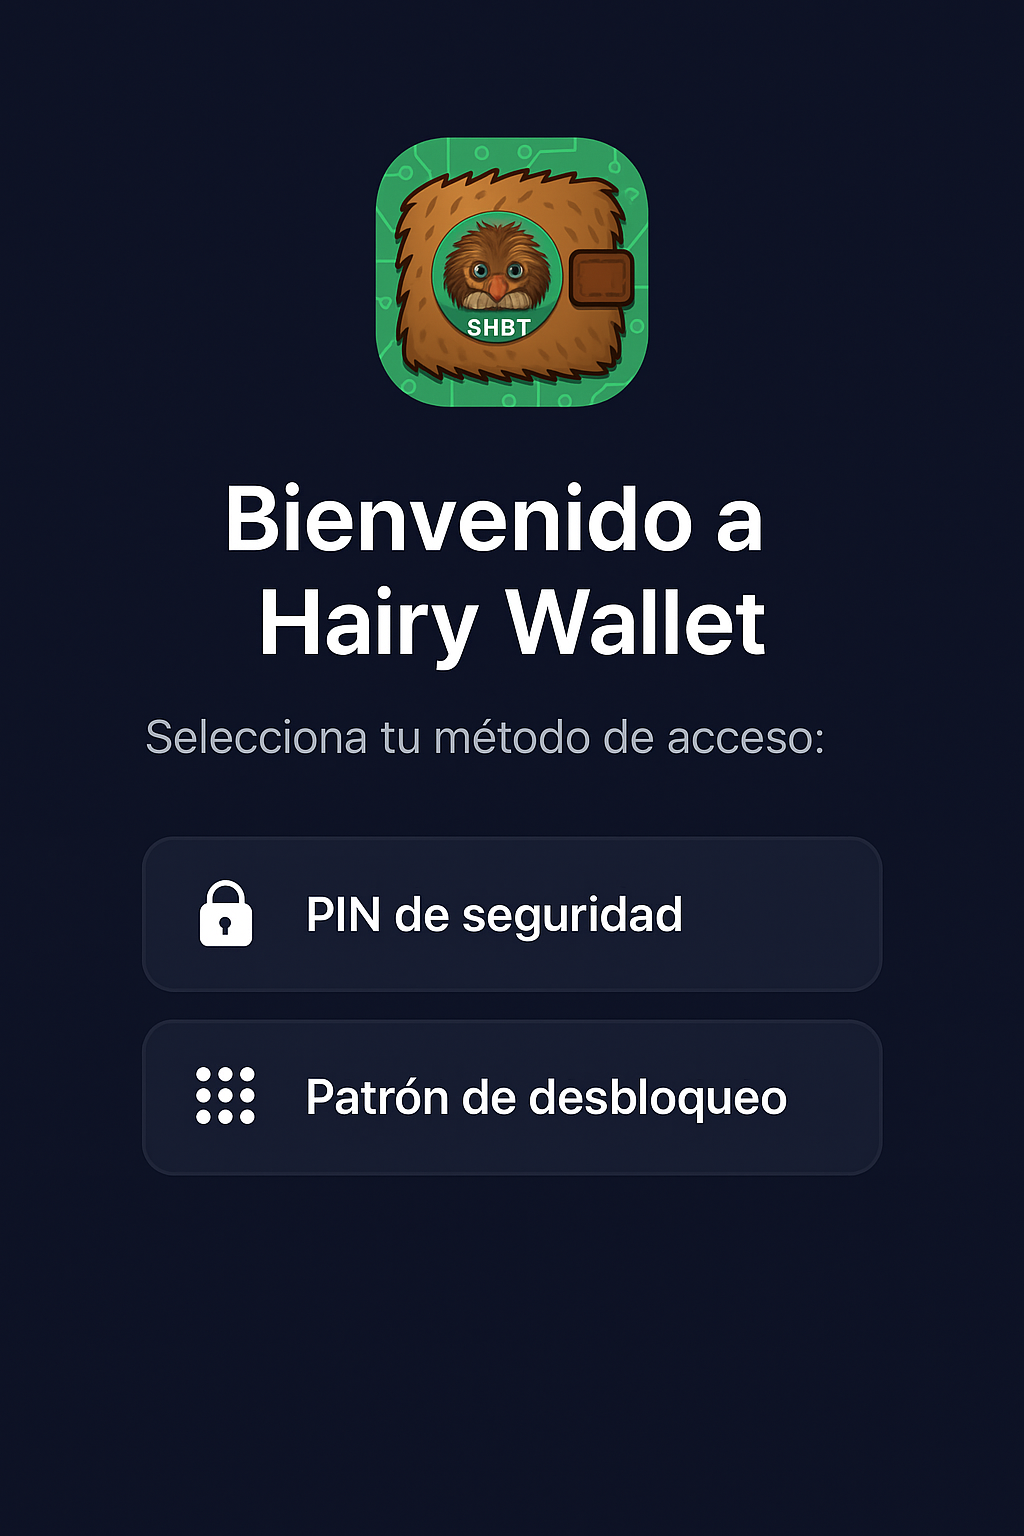 SHBT
Bienvenido a
Hairy Wallet
Selecciona tu método de acceso:
PIN de seguridad
Patrón de desbloqueo